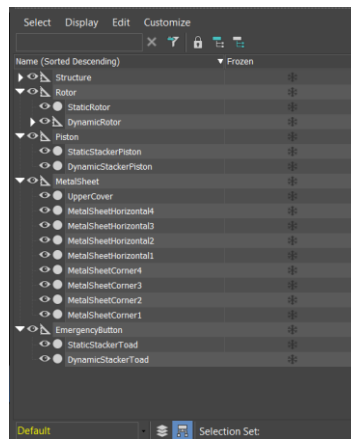 Select Display Edit Customize
Name (Sorted Descending) ▼ Frozen
Structure
Rotor
StaticRotor
DynamicRotor
Piston
StaticStackerPiston
DynamicStackerPiston
MetalSheet
UpperCover
MetalSheetHorizontal4
MetalSheetHorizontal3
MetalSheetHorizontal2
MetalSheetHorizontal1
MetalSheetCorner4
MetalSheetCorner3
MetalSheetCorner2
MetalSheetCorner1
EmergencyButton
StaticStackerToad
DynamicStackerToad
Default Selection Set: